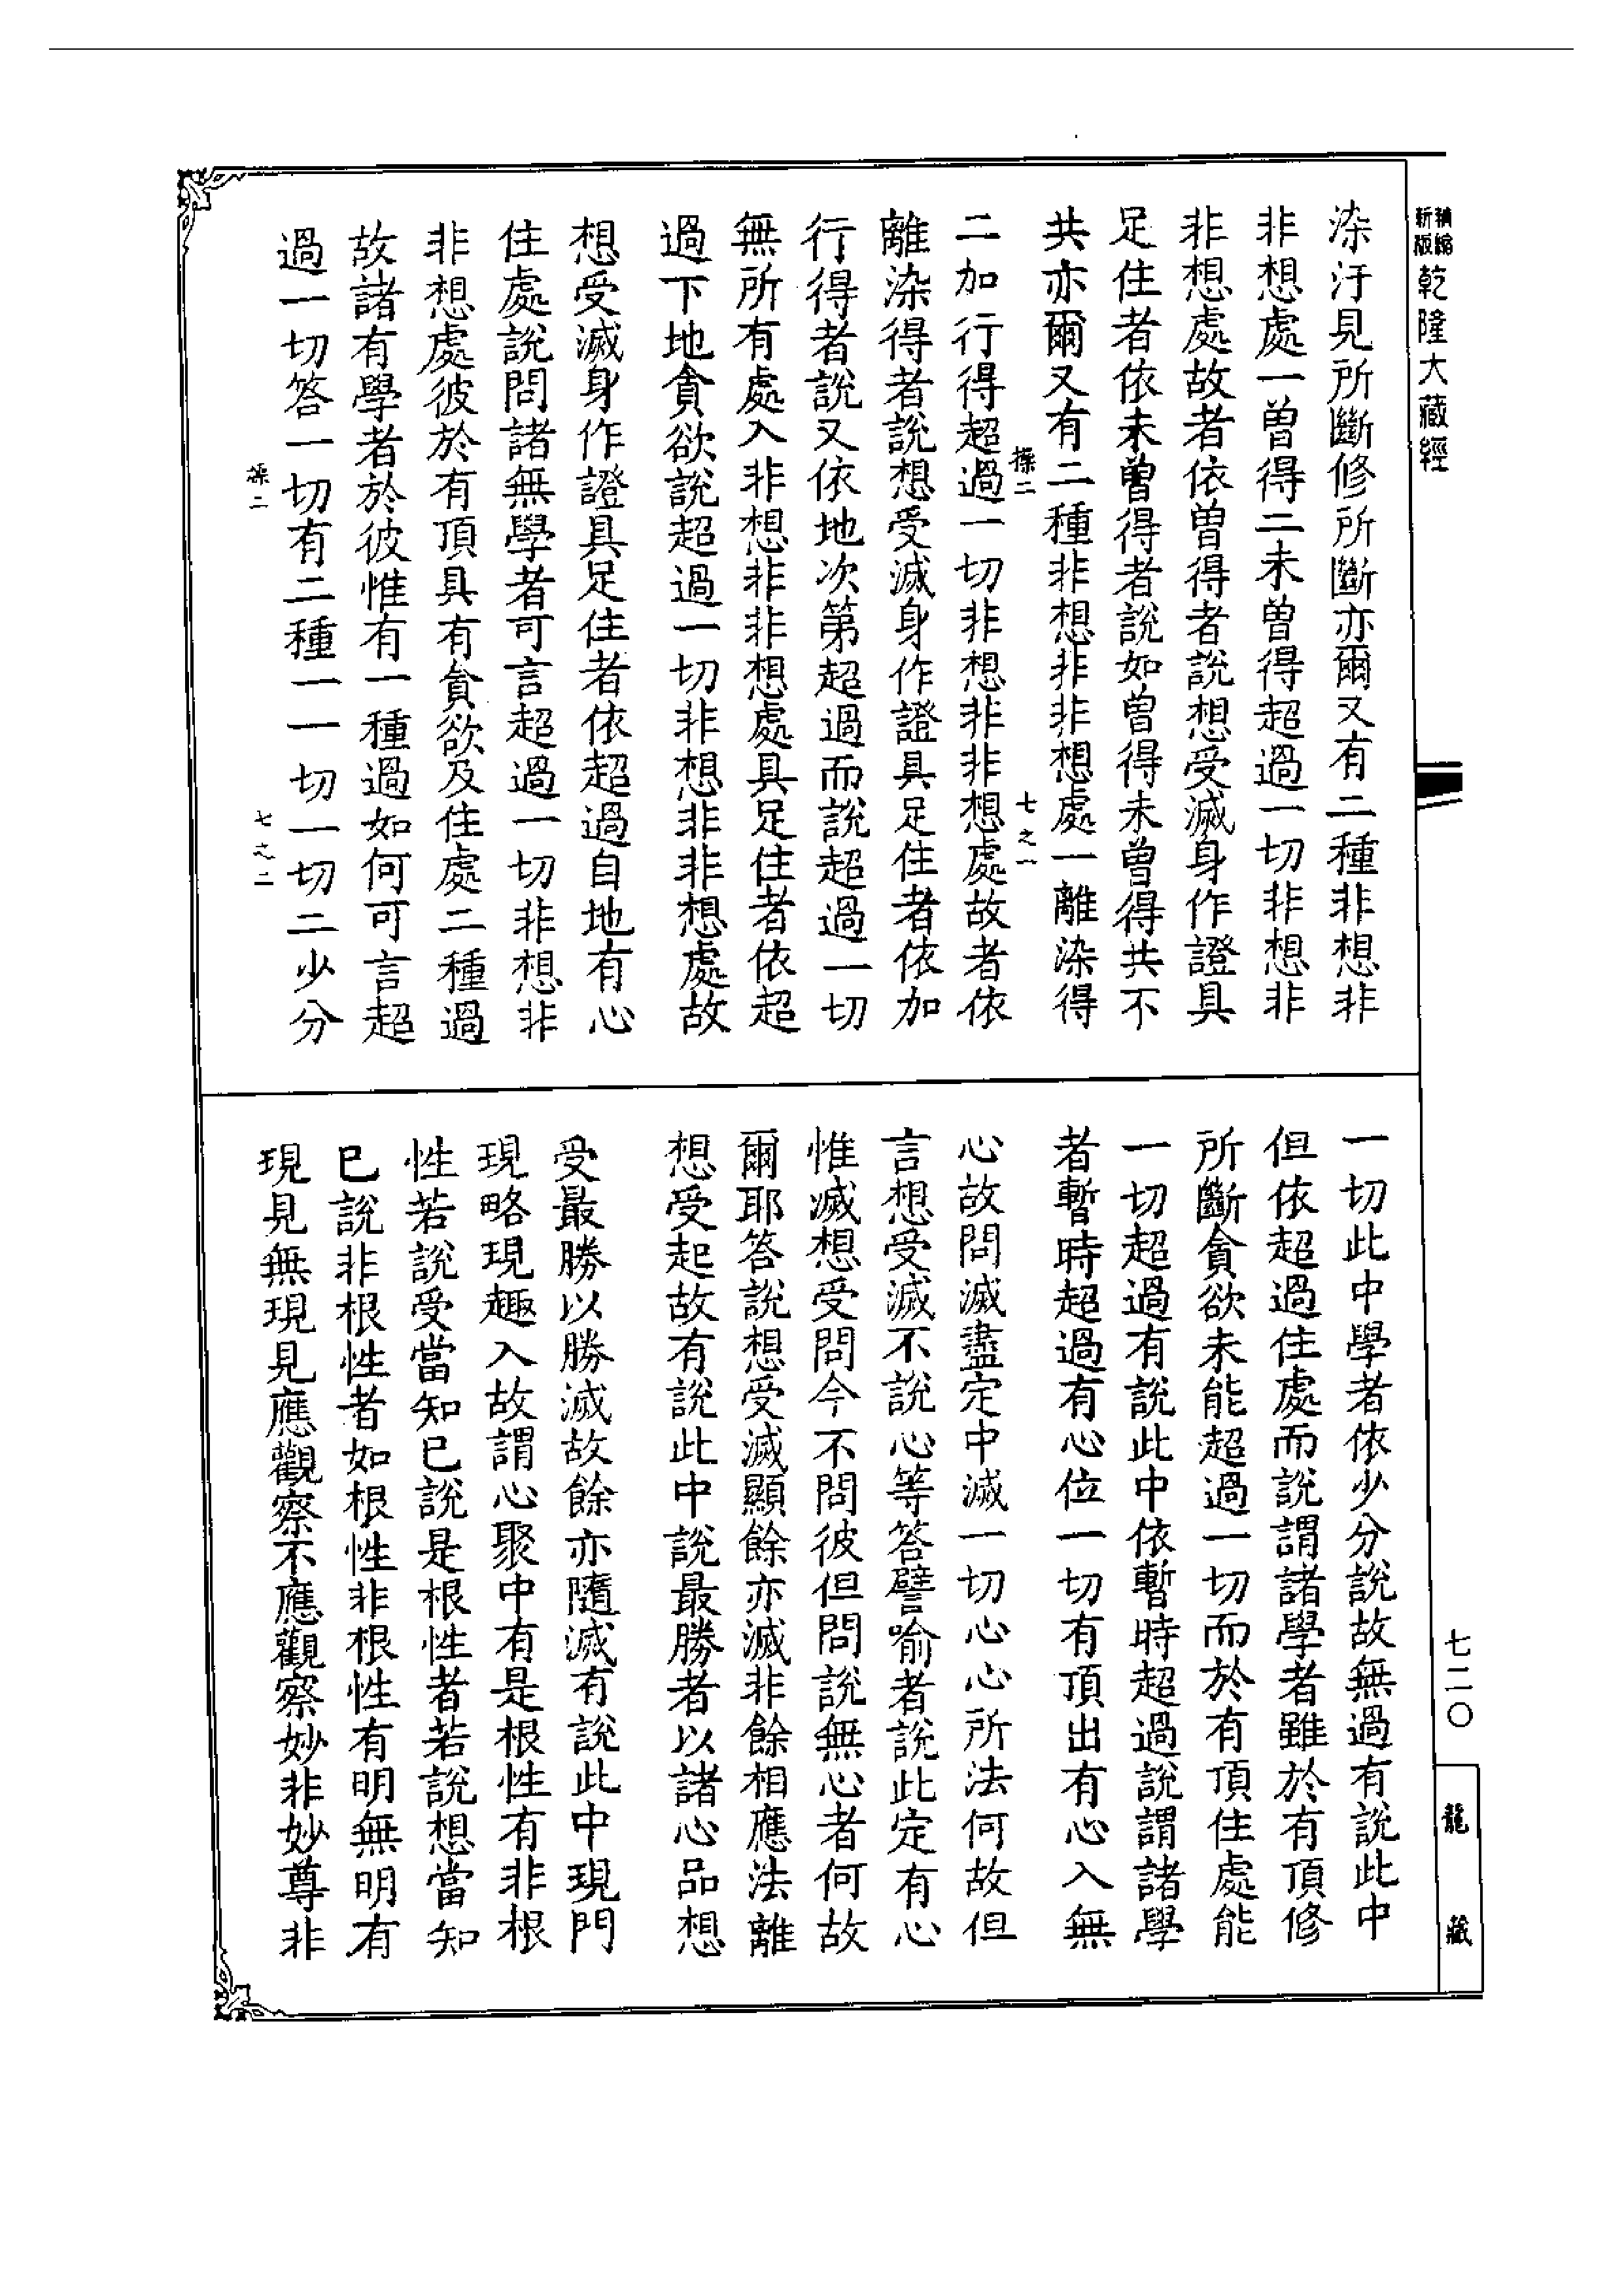 精繪新版 乾隆大藏經
染汙見所斷修所斷亦爾又有二種非想非
非想處一曾得二未曾得超過一切非想非
非想處故者依曾得者說想受滅身作證具
足住者依未曾得者說如曾得未曾得共不
共亦爾又有二種非想非非想處一離染得
操二 七之一
二加行得超過一切非想非非想處故者依
離染得者說想受滅身作證具足住者依加
行得者說又依地次第超過而說超過一切
無所有處入非想非非想處具足住者依超
過下地貪欲說超過一切非想非非想處故
想受滅身作證具足住者依超過自地有心
住處說問諸無學者可言超過一切非想非
非想處彼於有頂具有貪欲及住處二種過
故諸有學者於彼惟有一種過如何可言超
過一切答一切有二種一一切一切二少分
操二 七之二
一切此中學者依少分說故無過有說此中
但依超過住處而說謂諸學者雖於有頂修
所斷貪欲未能超過一切而於有頂住處能
一切超過有說此中依暫時超過說謂諸學
者暫時超過有心位一切有頂出有心入無
心故問滅盡定中滅一切心心所法何故但
言想受滅不說心等答譬喻者說此定有心
惟滅想受問今不問彼但問說無心者何故
爾耶答說想受滅顯餘亦滅非餘相應法離
想受起故有說此中說最勝者以諸心品想
受最勝以勝滅故餘亦隨滅有說此中現門
現略現趣入故謂心聚中有是根性有非根
性若說受當知已說是根性者若說想當知
已說非根性者如根性非根性有明無明有
現見無現見應觀察不應觀察妙非妙尊非
七二〇
龍藏